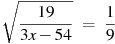 √(19/(3x−54)) = 1/9